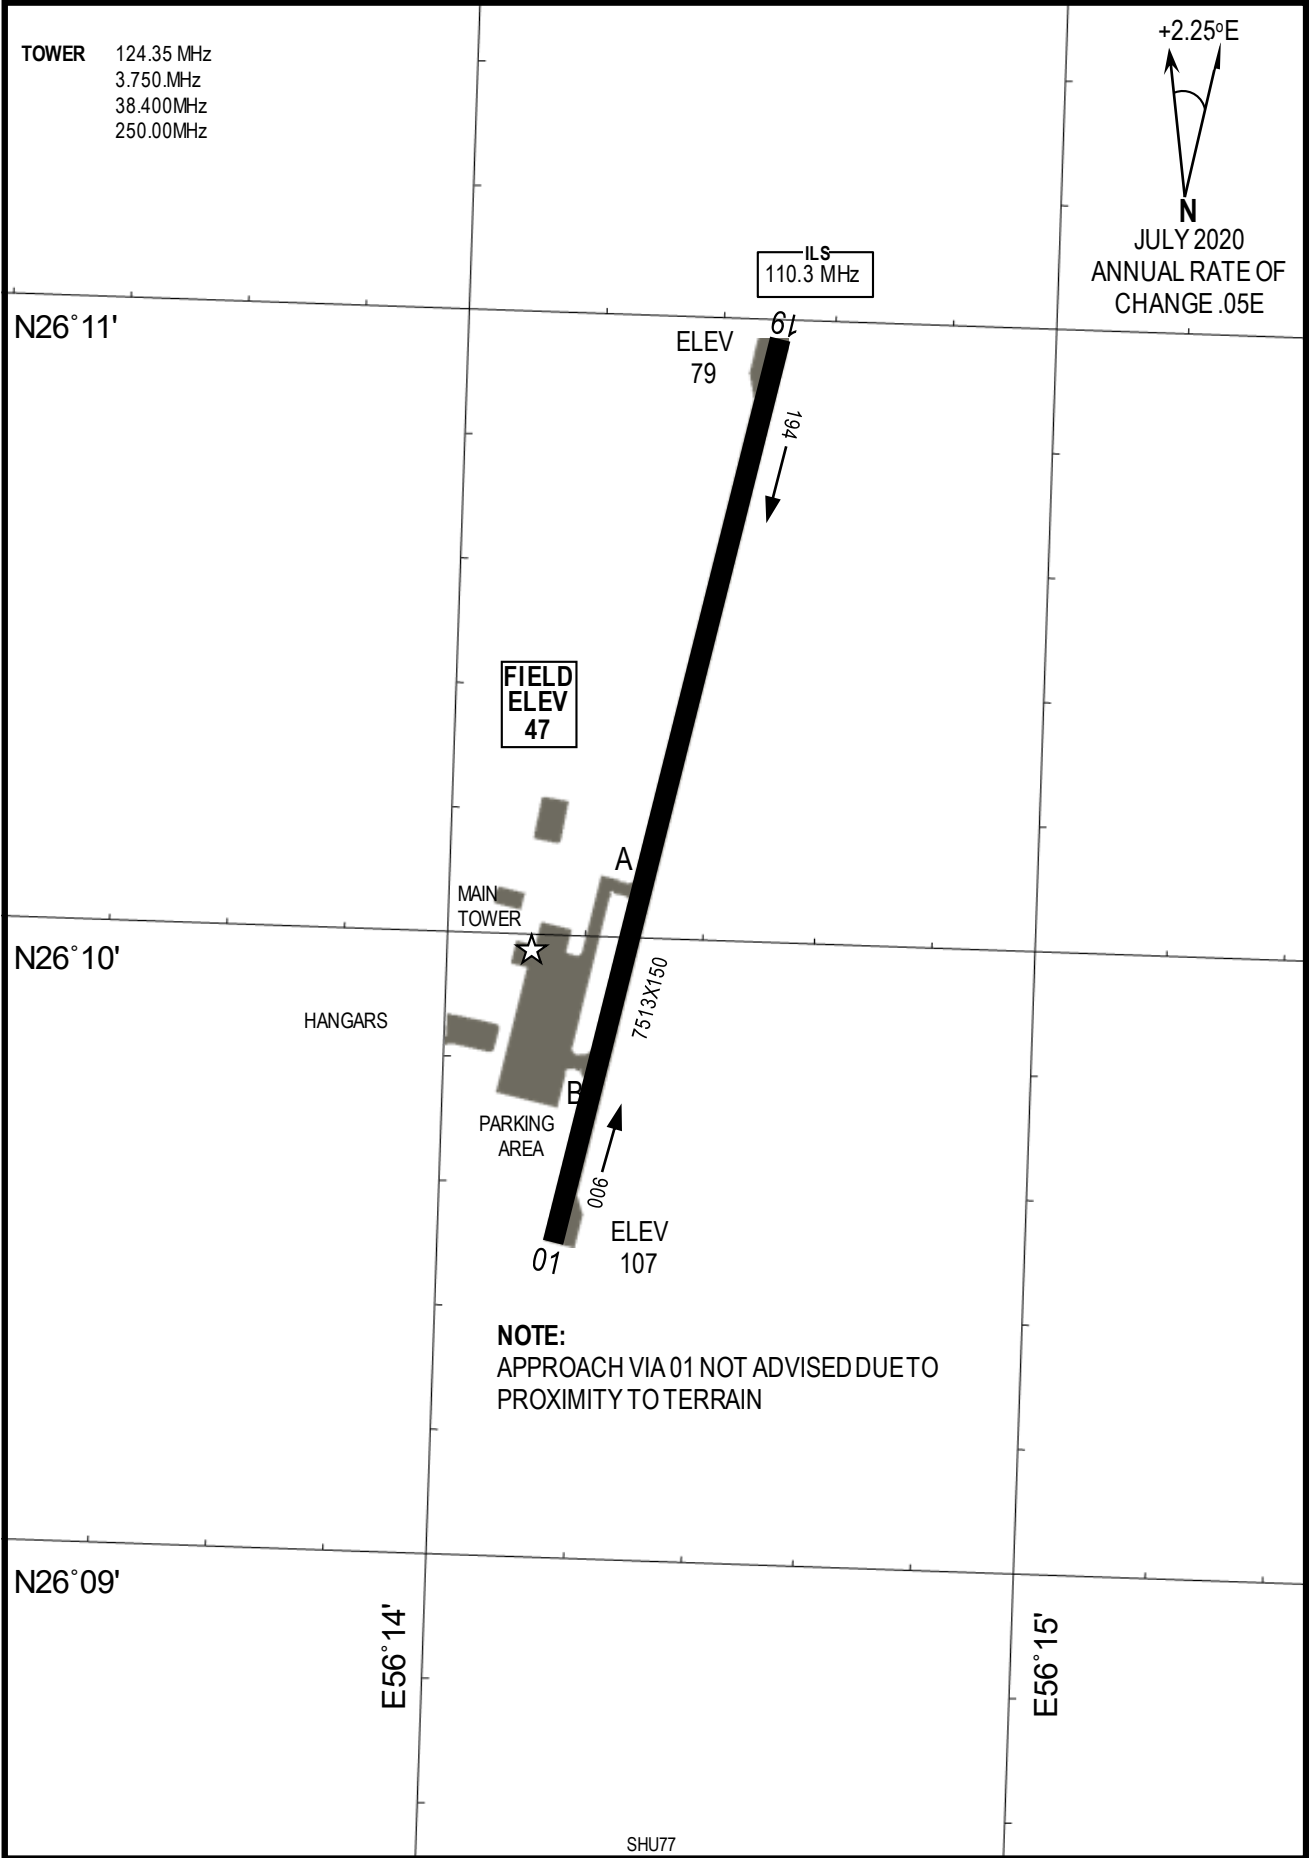 TOWER 124.35 MHz
3.750.MHz
38.400MHz
250.00MHz
+2.25°E
N
JULY 2020
ANNUAL RATE OF
CHANGE .05E
ILS
110.3 MHz
N26°11'
19
ELEV
79
194
FIELD
ELEV
47
A
MAIN
TOWER
N26°10'
7513X150
HANGARS
B
PARKING
AREA
006
ELEV
107
01
NOTE:
APPROACH VIA 01 NOT ADVISED DUE TO
PROXIMITY TO TERRAIN
N26°09'
E56°14'
E56°15'
SHU77